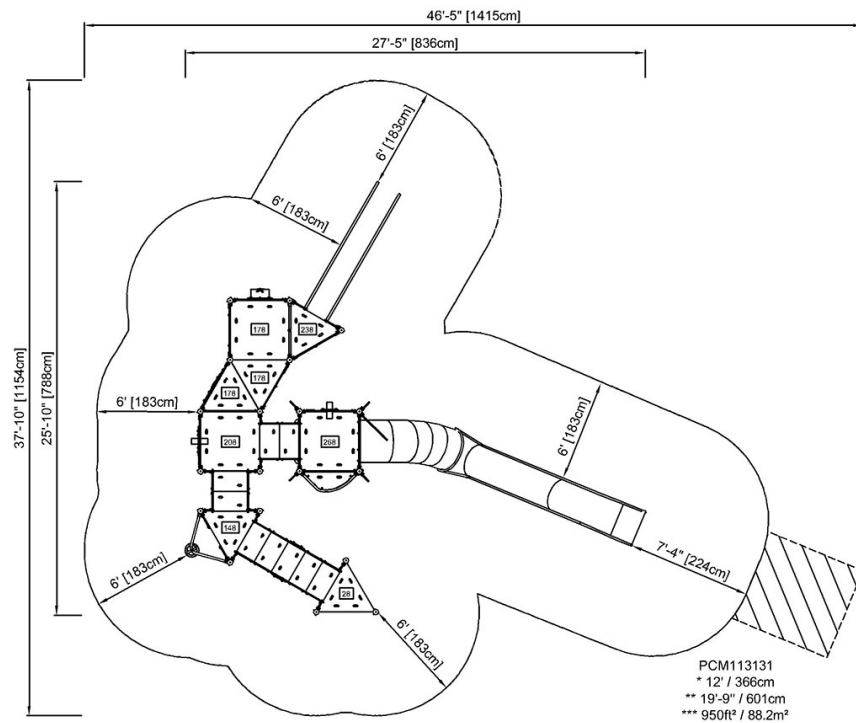 46'-5" [1415cm]
27'-5" [836cm]
6' [183cm]
6' [183cm]
37'-10" [1154cm]
25'-10" [788cm]
178
238
178
178
6' [183cm]
208
268
6' [183cm]
148
28
6' [183cm]
7'-4" [224cm]
6' [183cm]
PCM113131
* 12' / 366cm
** 19'-9" / 601cm
*** 950ft² / 88.2m²